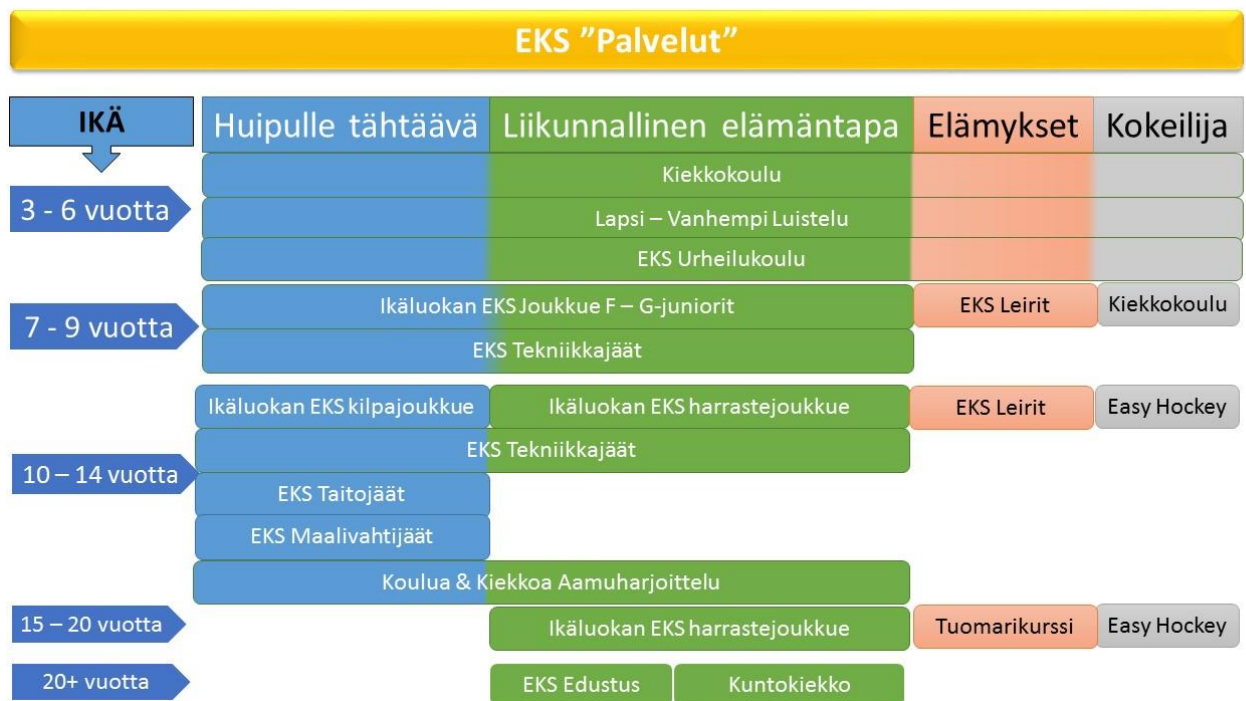 EKS ”Palvelut”
IKÄ
Huipulle tähtäävä
Liikunnallinen elämäntapa
Elämykset
Kokeilija
3 - 6 vuotta
Kiekkokoulu
Lapsi – Vanhempi Luistelu
EKS Urheilukoulu
7 - 9 vuotta
Ikäluokan EKS Joukkue F – G-juniorit
EKS Leirit
Kiekkokoulu
EKS Tekniikkajäät
10 – 14 vuotta
Ikäluokan EKS kilpajoukkue
Ikäluokan EKS harrastejoukkue
EKS Leirit
Easy Hockey
EKS Tekniikkajäät
EKS Taitojäät
EKS Maalivahtijäät
Koulua & Kiekkoa Aamuharjoittelu
15 – 20 vuotta
Ikäluokan EKS harrastejoukkue
Tuomarikurssi
Easy Hockey
20+ vuotta
EKS Edustus
Kuntokiekko